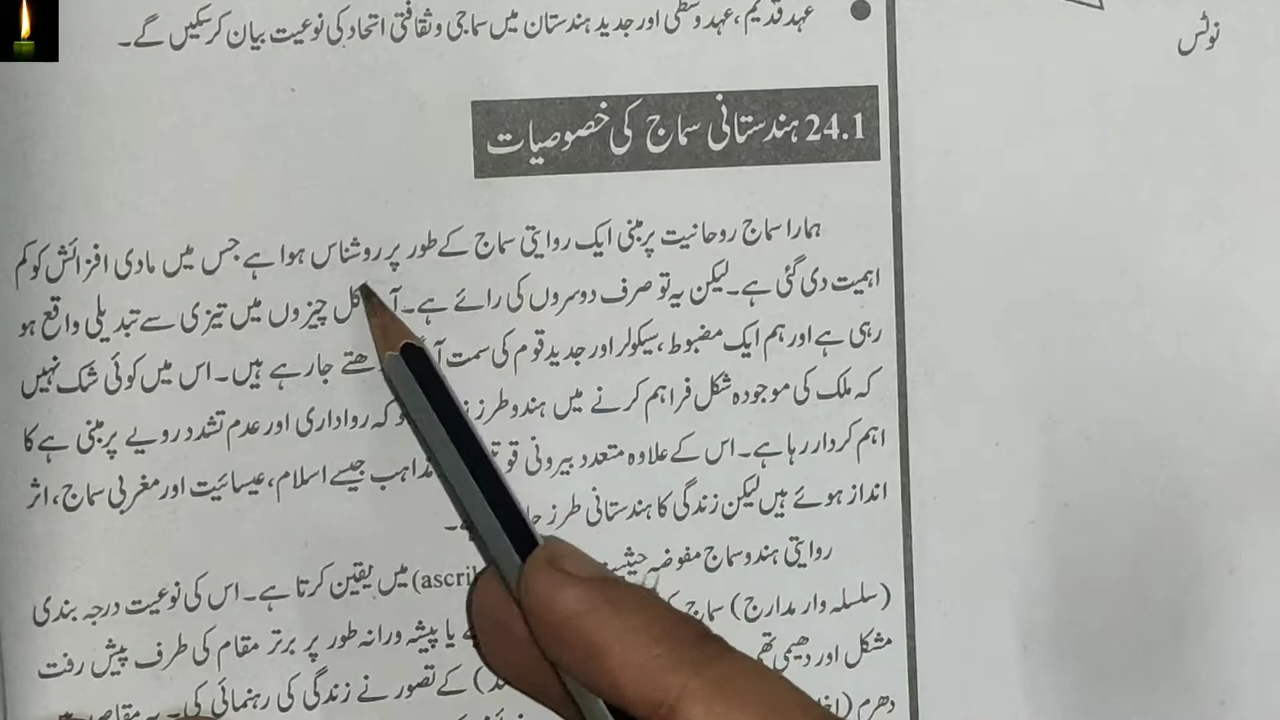 نوٹس
عہد قدیم، عہد وسطی اور جدید ہندستان میں سماجی و ثقافتی اتحاد کی نوعیت بیان کر سکیں گے۔
24.1 ہندستانی سماج کی خصوصیات
ہمارا سماج روحانیت پر مبنی ایک روایتی سماج کے طور پر روشناس ہوا ہے جس میں مادی افزائش کو کم
اہمیت دی گئی ہے۔ لیکن یہ تو صرف دوسروں کی رائے ہے۔ کل چیزوں میں تیزی سے تبدیلی واقع ہو
رہی ہے اور ہم ایک مضبوط، سیکولر اور جدید قوم کی سمت جارہے ہیں۔ اس میں کوئی شک نہیں
کہ ملک کی موجودہ شکل فراہم کرنے میں ہندو طرز کہ رواداری اور عدم تشدد رویے پر مبنی ہے کا
اہم کردار رہا ہے۔ اس کے علاوہ متعدد بیرونی مذاہب جیسے اسلام، عیسائیت اور مغربی سماج، اثر
انداز ہوئے ہیں لیکن زندگی کا ہندستانی طرز
روایتی ہندو سماج مفوضہ میں یقین کرتا ہے۔ اس کی نوعیت درجہ بندی
(سلسلہ وار مدارج) سماج یا پیشہ ورانہ طور پر برتر مقام کی طرف پیش رفت
مشکل اور دھیمی تھی کے تصور نے زندگی کی رہنمائی کی۔
دھرم